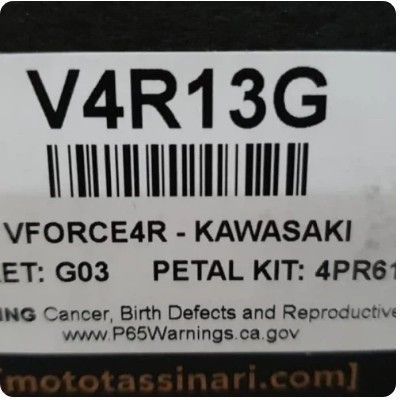 V4R13G
VFORCE4R - KAWASAKI
ET: G03 PETAL KIT: 4PR61
NG Cancer, Birth Defects and Reproductive
www.P65Warnings.ca.gov
[mototassinari.com]